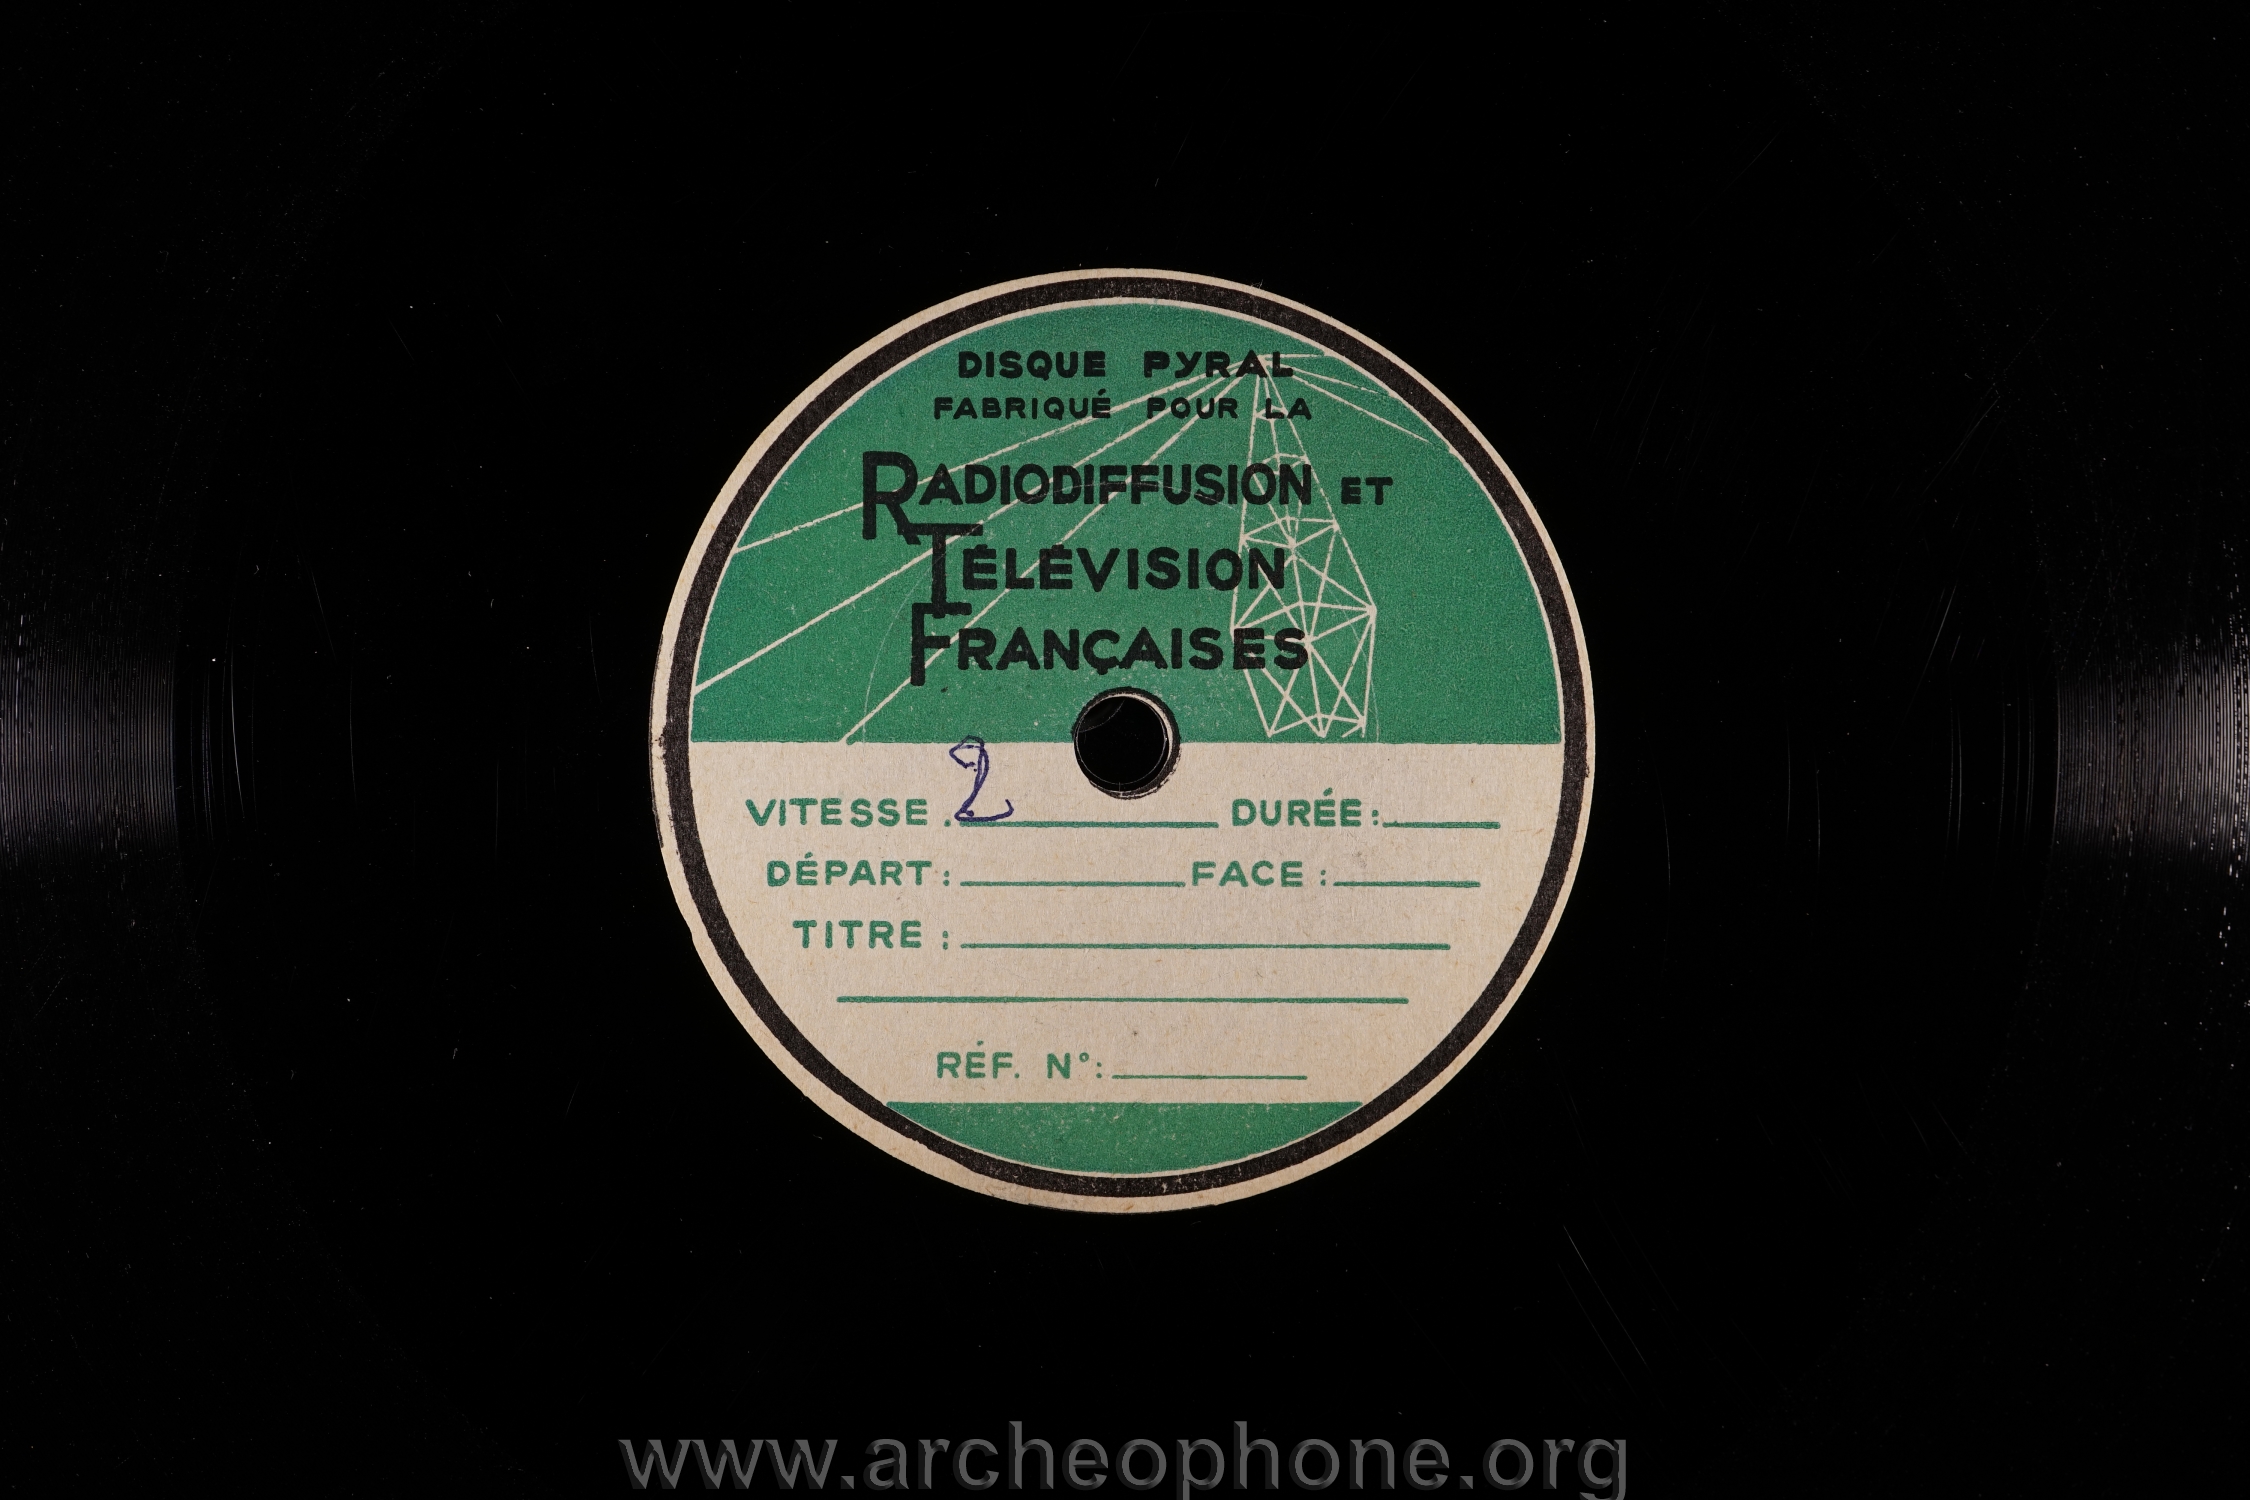 DISQUE PYRAL
FABRIQUÉ POUR LA
RADIODIFFUSION ET
TÉLÉVISION
FRANÇAISES
VITESSE : 2 DURÉE :
DÉPART : FACE :
TITRE :
RÉF. N° :
www.archeophone.org